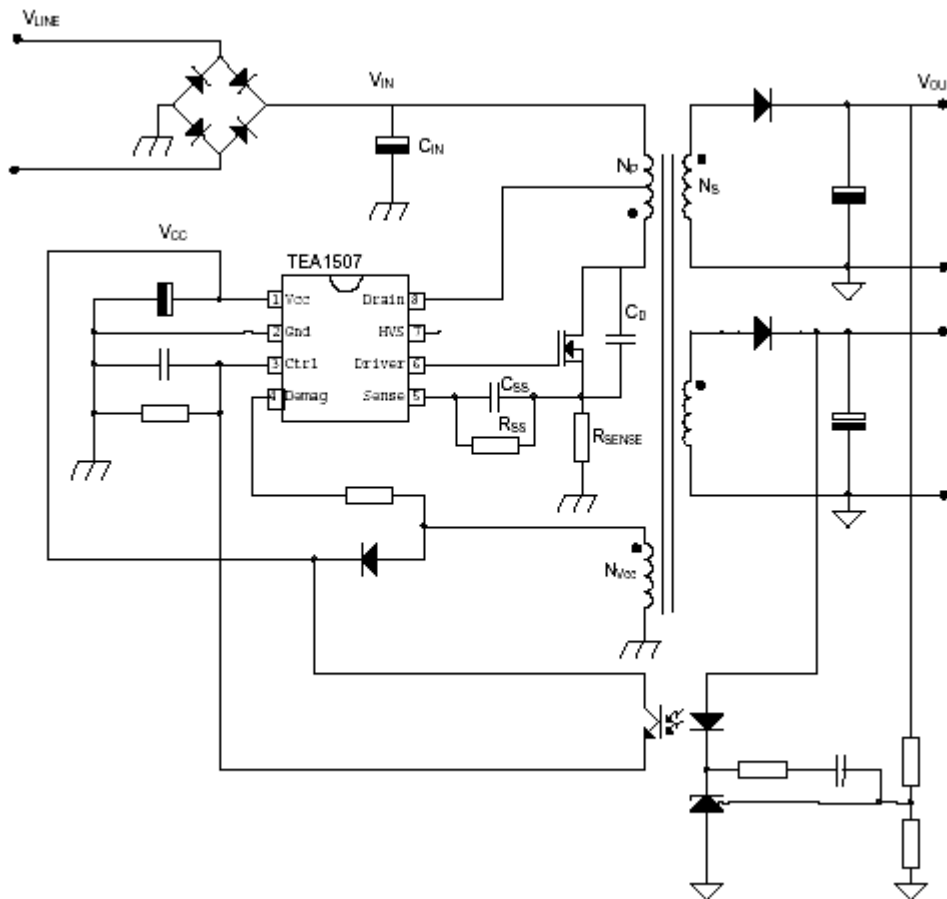 VLINE
VIN
VOU
CIN
NP
NS
VCC
TEA1507
1 Vcc Drain 8
2 Gnd HVS 7
3 Ctrl Driver 6
4 Demag Sense 5
CD
CSS
RSS
RSENSE
NVcc